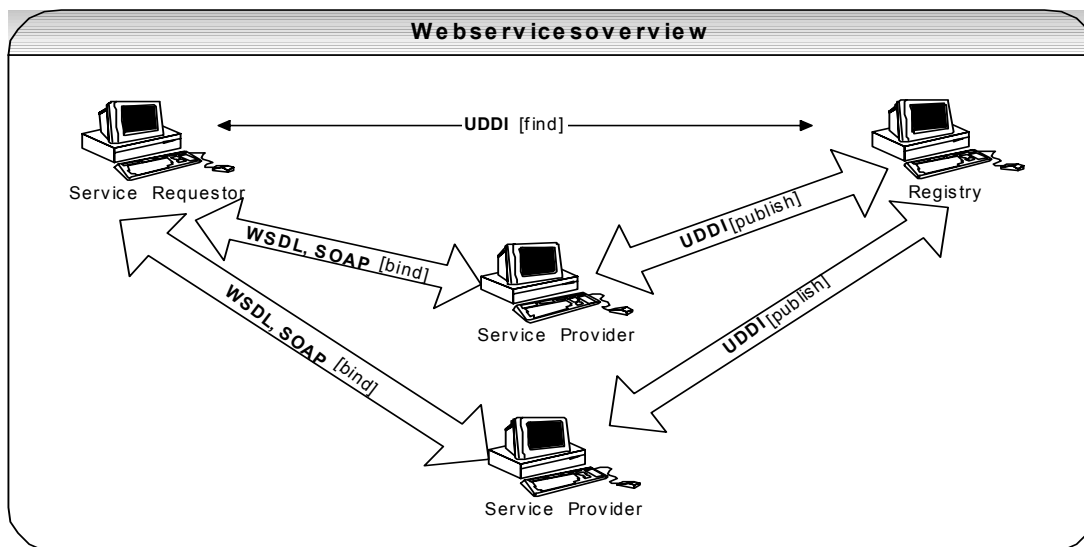 Webservicesoverview
UDDI [find]
Service Requestor
Registry
WSDL, SOAP [bind]
UDDI [publish]
Service Provider
WSDL, SOAP [bind]
UDDI [publish]
Service Provider